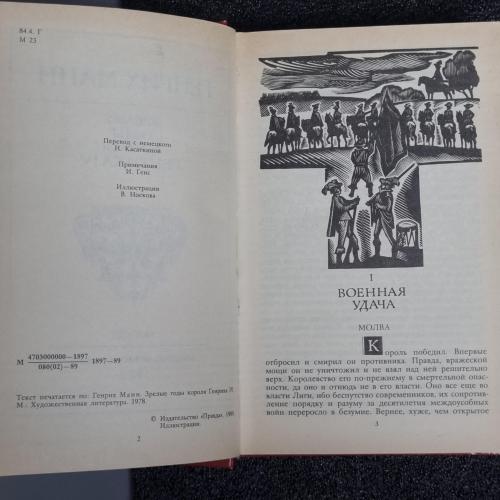 84.4. Г
М 23
Перевод с немецкого
Н. Касаткиной
Примечания
И. Генс
Иллюстрации
В. Носкова
М 4703000000—1897
080(02)—89
1897—89
Текст печатается по: Генрих Манн. Зрелые годы короля Генриха IV.
М. Художественная литература. 1978.
© Издательство «Правда», 1989.
Иллюстрации.
2
I
ВОЕННАЯ
УДАЧА
МОЛВА
Король победил. Впервые
отбросил и смирил он противника. Правда, вражеской
мощи он не уничтожил и не взял над ней решительно
верх. Королевство его по-прежнему в смертельной опас-
ности, да оно и отнюдь не в его власти. Оно все еще во
власти Лиги, ибо беспутство современников, их сопротив-
ление порядку и разуму за десятилетия междоусобных
войн переросло в безумие. Вернее, хуже, чем открытое
3